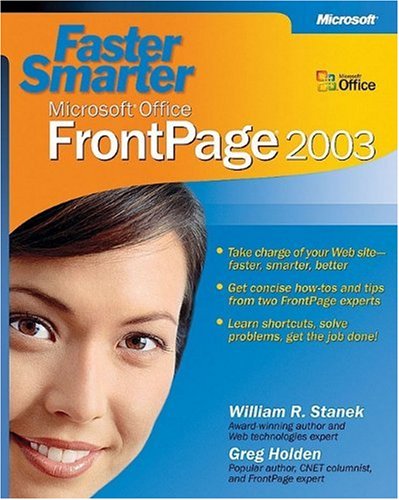 Microsoft®
Faster
Smarter
Microsoft® Office
FrontPage® 2003
Microsoft®
Office
• Take charge of your Web site—
faster, smarter, better
• Get concise how-tos and tips
from two FrontPage experts
• Learn shortcuts, solve
problems, get the job done!
William R. Stanek
Award-winning author and
Web technologies expert
Greg Holden
Popular author, CNET columnist,
and FrontPage expert